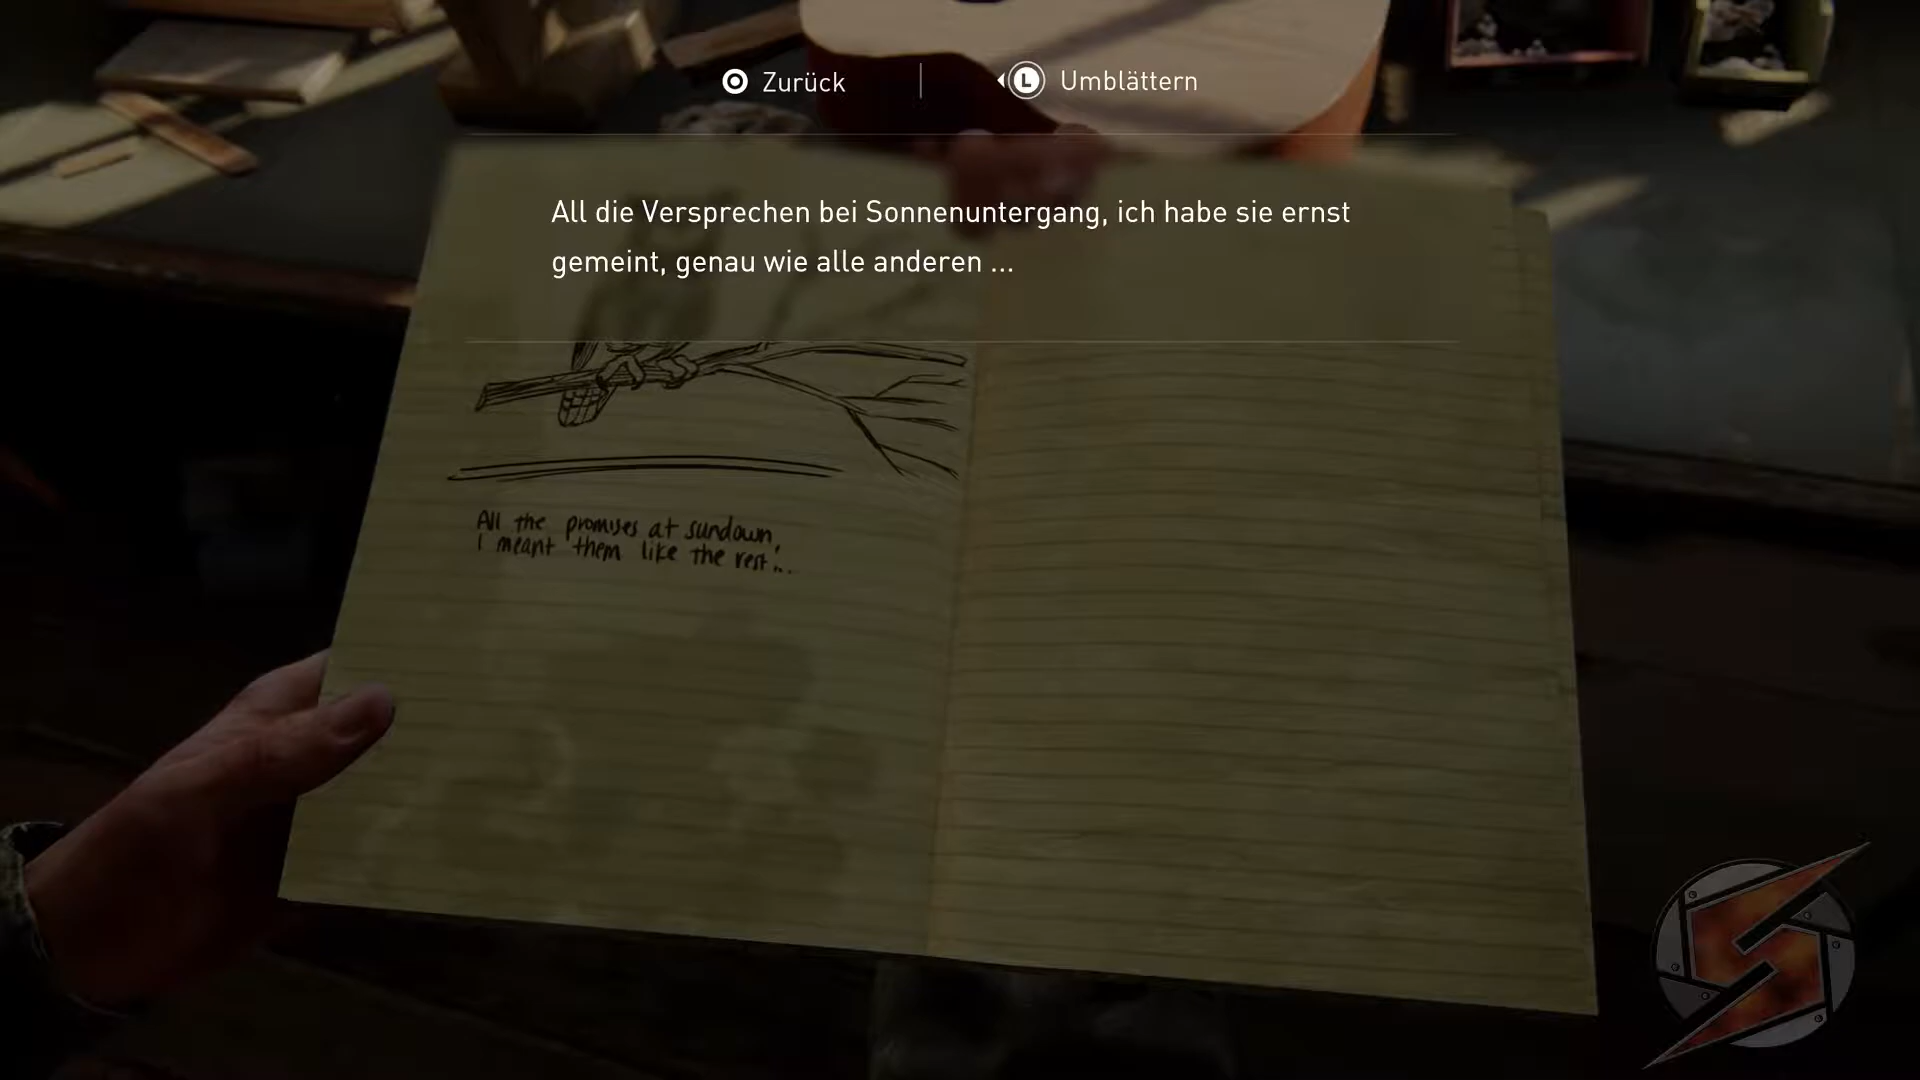 Zurück
L Umblättern
All die Versprechen bei Sonnenuntergang, ich habe sie ernst
gemeint, genau wie alle anderen ...
All the promises at sundown,
I meant them like the rest...